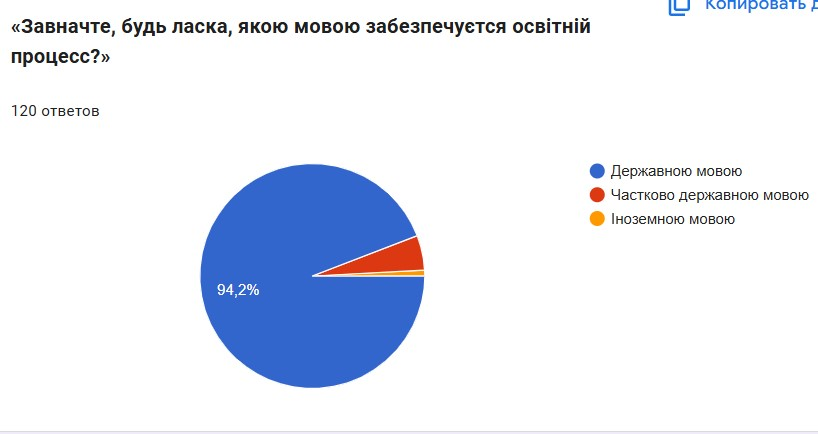 Копировать д
«Завначте, будь ласка, якою мовою забезпечуєтся освітній
процесс?»
120 ответов
Державною мовою
Частково державною мовою
Іноземною мовою
94,2%